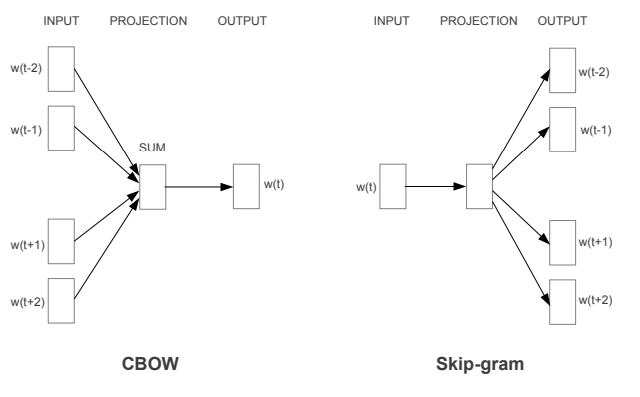 INPUT PROJECTION OUTPUT
w(t-2)
w(t-1)
SUM
w(t)
w(t+1)
w(t+2)
CBOW
INPUT PROJECTION OUTPUT
w(t-2)
w(t-1)
w(t)
w(t+1)
w(t+2)
Skip-gram